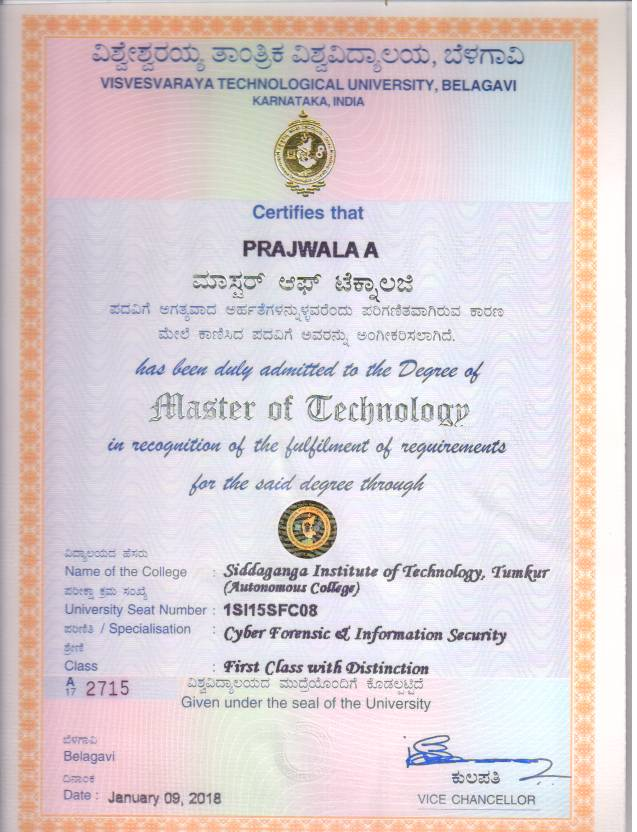 ವಿಶ್ವೇಶ್ವರಯ್ಯ ತಾಂತ್ರಿಕ ವಿಶ್ವವಿದ್ಯಾಲಯ, ಬೆಳಗಾವಿ
VISVESVARAYA TECHNOLOGICAL UNIVERSITY, BELAGAVI
KARNATAKA, INDIA
Certifies that
PRAJWALA A
ಮಾಸ್ಟರ್ ಆಫ್ ಟೆಕ್ನಾಲಜಿ
ಪದವಿಗೆ ಅಗತ್ಯವಾದ ಅರ್ಹತೆಗಳನ್ನುಳ್ಳವರೆಂದು ಪರಿಗಣಿತವಾಗಿರುವ ಕಾರಣ
ಮೇಲೆ ಕಾಣಿಸಿದ ಪದವಿಗೆ ಅವರನ್ನು ಅಂಗೀಕರಿಸಲಾಗಿದೆ.
has been duly admitted to the Degree of
Master of Technology
in recognition of the fulfilment of requirements
for the said degree through
ವಿದ್ಯಾಲಯದ ಹೆಸರು
Name of the College : Siddaganga Institute of Technology, Tumkur
(Autonomous College)
ಪರೀಕ್ಷಾ ಕ್ರಮ ಸಂಖ್ಯೆ
University Seat Number : 1SI15SFC08
ಪರಿಣಿತಿ / Specialisation : Cyber Forensic & Information Security
ಶ್ರೇಣಿ
Class : First Class with Distinction
A 17 2715 ವಿಶ್ವವಿದ್ಯಾಲಯದ ಮುದ್ರೆಯೊಂದಿಗೆ ಕೊಡಲ್ಪಟ್ಟಿದೆ
Given under the seal of the University
ಬೆಳಗಾವಿ
Belagavi
ದಿನಾಂಕ ಕುಲಪತಿ
Date : January 09, 2018 VICE CHANCELLOR